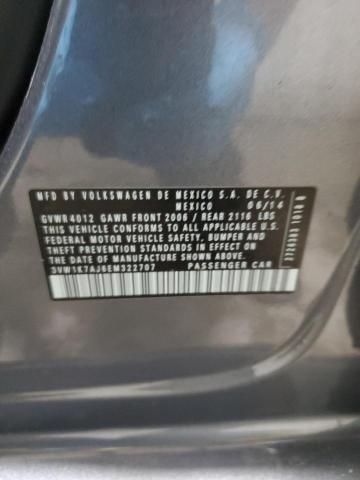 MFD BY VOLKSWAGEN DE MEXICO S.A. DE C.V.
MEXICO 06/14
GVWR 4012 GAWR FRONT 2006 / REAR 2116 LBS
THIS VEHICLE CONFORMS TO ALL APPLICABLE U.S.
FEDERAL MOTOR VEHICLE SAFETY, BUMPER AND
THEFT PREVENTION STANDARDS IN EFFECT ON
THE DATE OF MANUFACTURE SHOWN ABOVE
3VW1K7AJ6EM322707 PASSENGER CAR